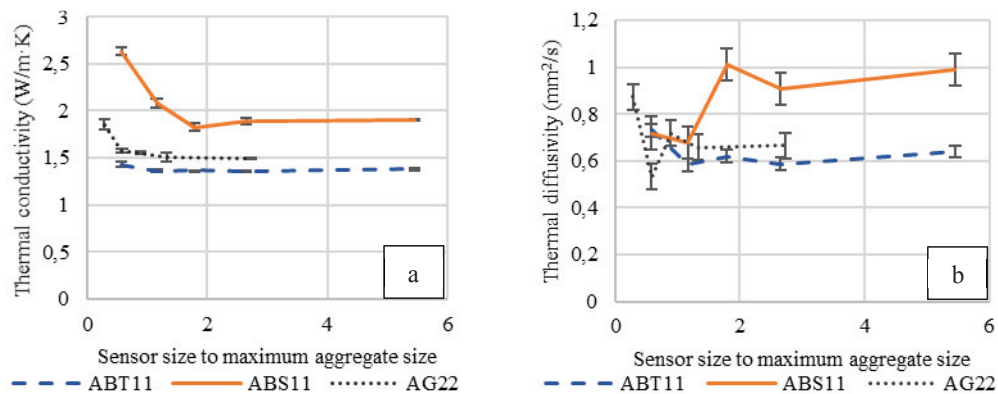 Thermal conductivity (W/m·K)
3
2,5
2
1,5
1
0,5
0
0 2 4 6
a
Sensor size to maximum aggregate size
ABT11 ABS11 AG22
Thermal diffusivity (mm²/s)
1,2
1
0,8
0,6
0,4
0,2
0
0 2 4 6
b
Sensor size to maximum aggregate size
ABT11 ABS11 AG22